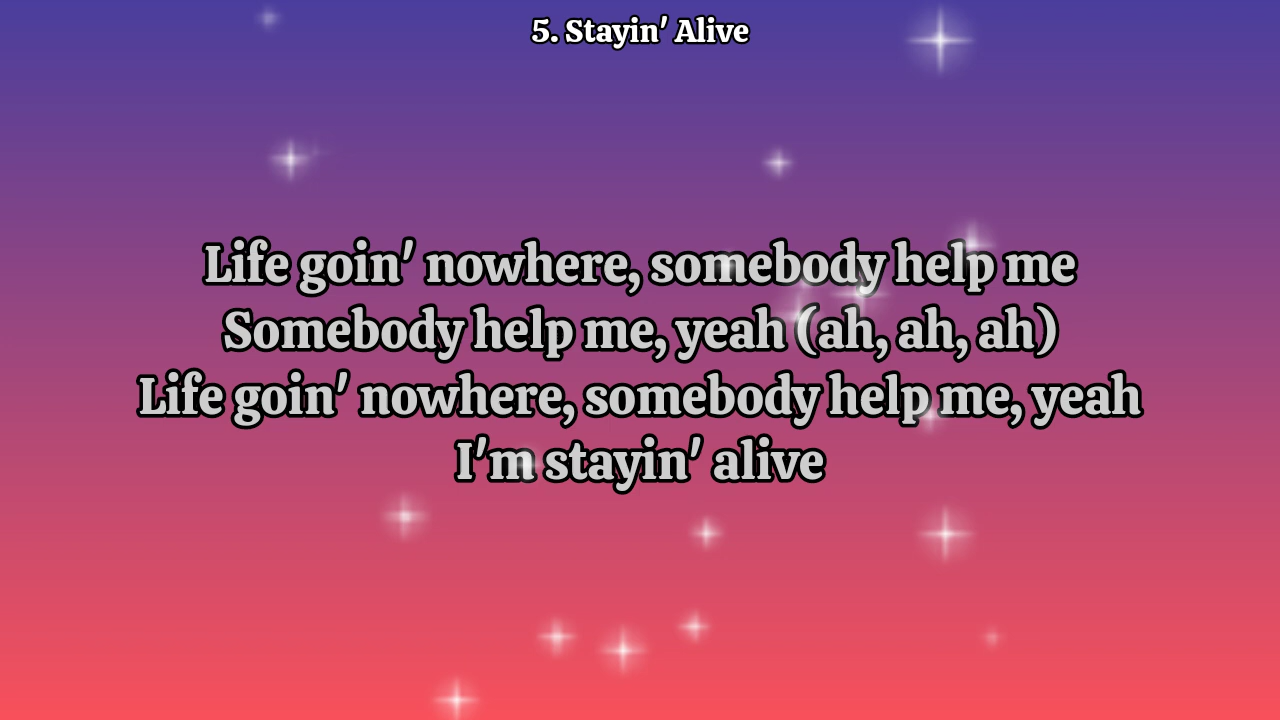 5. Stayin' Alive
Life goin' nowhere, somebody help me
Somebody help me, yeah (ah, ah, ah)
Life goin' nowhere, somebody help me, yeah
I'm stayin' alive